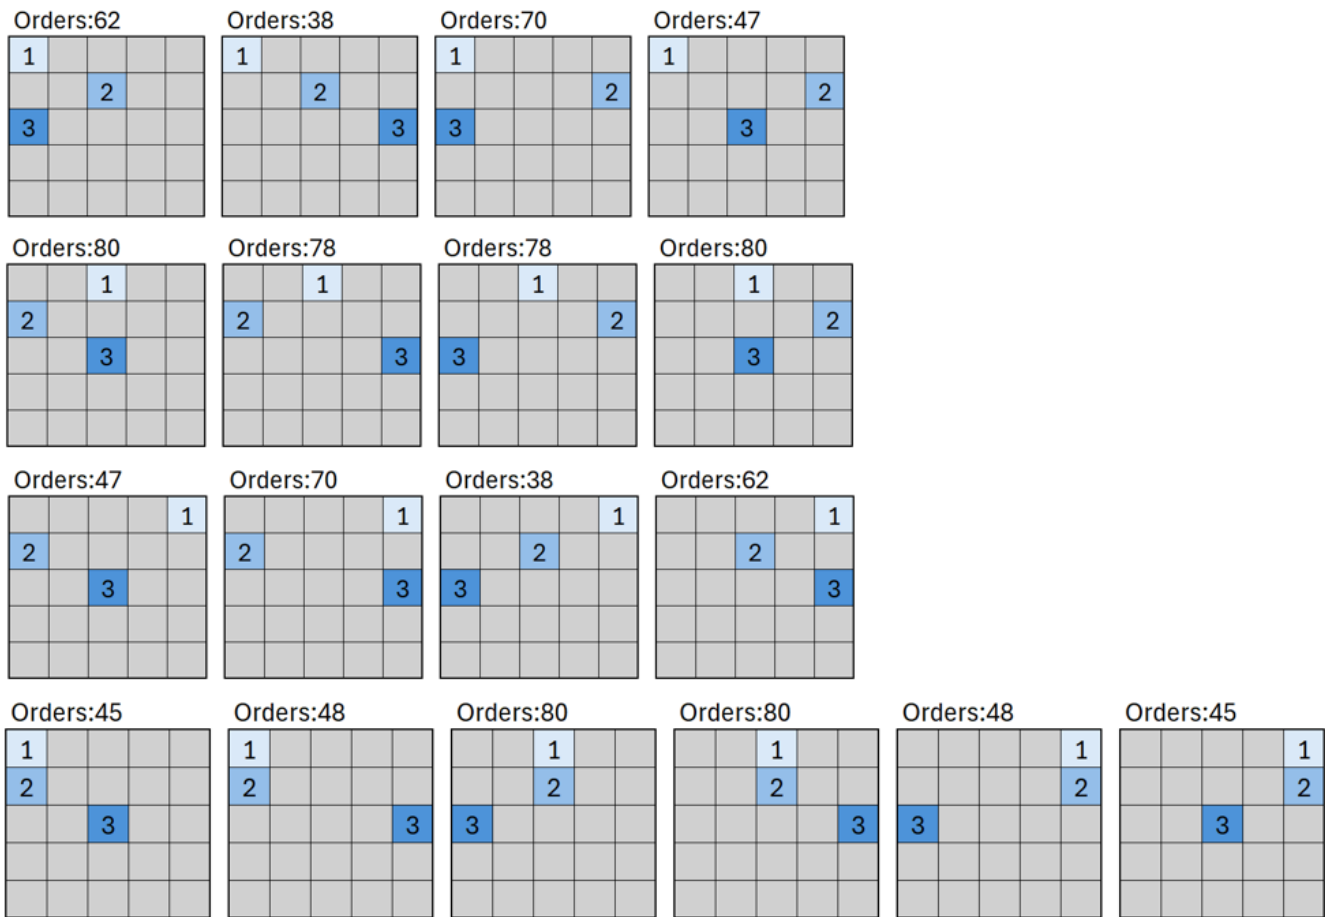 Orders:62 Orders:38 Orders:70 Orders:47
1 1 1 1
2 2 2 2
3 3 3 3 3
Orders:80 Orders:78 Orders:78 Orders:80
1 1 1 1
2 2 2 2
3 3 3 3
Orders:47 Orders:70 Orders:38 Orders:62
1 1 1 1
2 2 2 2
3 3 3 3
Orders:45 Orders:48 Orders:80 Orders:80 Orders:48 Orders:45
1 1 1 1 1 1
2 2 2 2 2 2
3 3 3 3 3 3